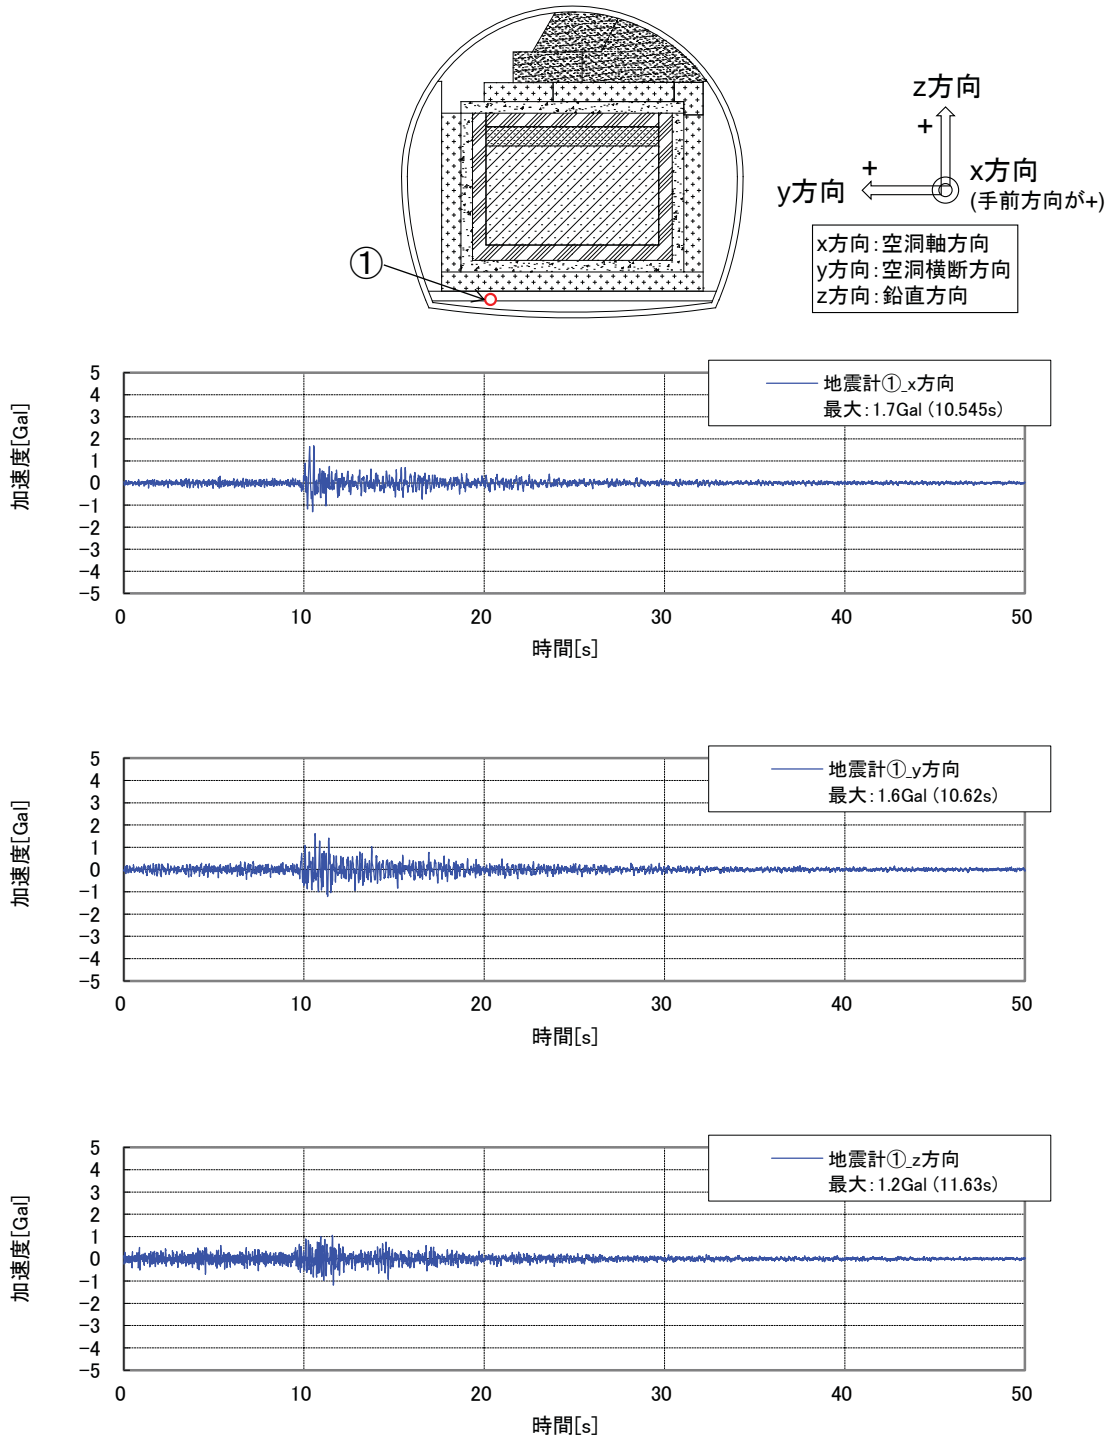 z方向
+
+
y方向
x方向
(手前方向が+)
x方向：空洞軸方向
y方向：空洞横断方向
z方向：鉛直方向
①
地震計①_x方向
最大：1.7Gal (10.545s)
加速度[Gal]
5
4
3
2
1
0
−1
−2
−3
−4
−5
0
10
20
30
40
50
時間[s]
地震計①_y方向
最大：1.6Gal (10.62s)
加速度[Gal]
5
4
3
2
1
0
−1
−2
−3
−4
−5
0
10
20
30
40
50
時間[s]
地震計①_z方向
最大：1.2Gal (11.63s)
加速度[Gal]
5
4
3
2
1
0
−1
−2
−3
−4
−5
0
10
20
30
40
50
時間[s]